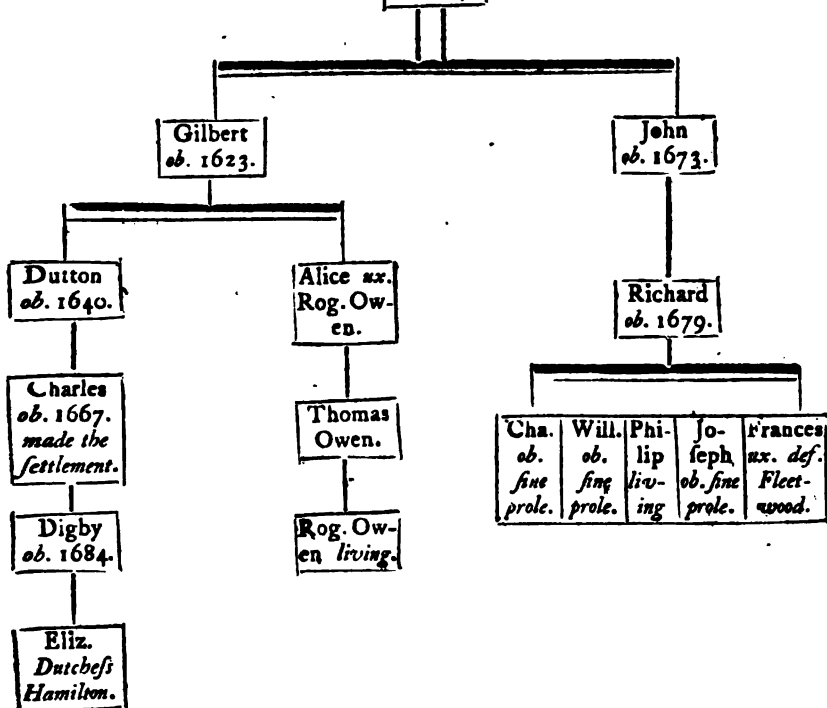 Gilbert
ob. 1623.
John
ob. 1673.
Dutton
ob. 1640.
Alice ux.
Rog. Ow-
en.
Richard
ob. 1679.
Charles
ob. 1667.
made the
ſettlement.
Thomas
Owen.
Cha.
ob.
ſine
prole.
Will.
ob.
ſine
prole.
Phi-
lip
liv-
ing
Jo-
ſeph
ob. ſine
prole.
Frances
ux. def.
Fleet-
wood.
Digby
ob. 1684.
Rog. Ow-
en living.
Eliz.
Dutcheſs
Hamilton.